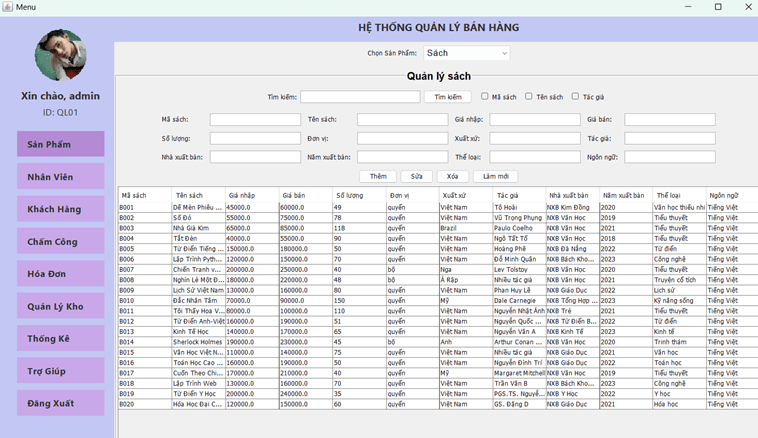 Menu
HỆ THỐNG QUẢN LÝ BÁN HÀNG
Chọn Sản Phẩm: Sách
Quản lý sách
Tìm kiếm: Tìm kiếm Mã sách Tên sách Tác giả
Mã sách: Tên sách: Giá nhập: Giá bán:
Số lượng: Đơn vị: Xuất xứ: Tác giả:
Nhà xuất bản: Năm xuất bản: Thể loại: Ngôn ngữ:
Thêm Sửa Xóa Làm mới
Xin chào, admin
ID: QL01
Sản Phẩm
Nhân Viên
Khách Hàng
Chấm Công
Hóa Đơn
Quản Lý Kho
Thống Kê
Trợ Giúp
Đăng Xuất
Mã sách Tên sách Giá nhập Giá bán Số lượng Đơn vị Xuất xứ Tác giả Nhà xuất bản Năm xuất bản Thể loại Ngôn ngữ
B001 Dế Mèn Phiêu ... 45000.0 60000.0 49 quyển Việt Nam Tô Hoài NXB Kim Đồng 2020 Văn học thiếu nhi Tiếng Việt
B002 Số Đỏ 55000.0 75000.0 78 quyển Việt Nam Vũ Trọng Phụng NXB Văn Học 2019 Tiểu thuyết Tiếng Việt
B003 Nhà Giả Kim 65000.0 85000.0 118 quyển Brazil Paulo Coelho NXB Văn Học 2021 Tiểu thuyết Tiếng Việt
B004 Tắt Đèn 40000.0 55000.0 90 quyển Việt Nam Ngô Tất Tố NXB Văn Học 2018 Tiểu thuyết Tiếng Việt
B005 Từ Điển Tiếng ... 150000.0 180000.0 50 quyển Việt Nam Hoàng Phê NXB Đà Nẵng 2022 Từ điển Tiếng Việt
B006 Lập Trình Pyth... 120000.0 150000.0 70 quyển Việt Nam Đỗ Minh Quân NXB Bách Kho... 2023 Công nghệ Tiếng Việt
B007 Chiến Tranh v... 200000.0 250000.0 40 bộ Nga Lev Tolstoy NXB Văn Học 2020 Tiểu thuyết Tiếng Việt
B008 Nghìn Lẻ Một Đ... 180000.0 220000.0 48 bộ Ả Rập Nhiều tác giả NXB Văn Học 2021 Truyện cổ tích Tiếng Việt
B009 Lịch Sử Việt Nam 130000.0 160000.0 80 quyển Việt Nam Phan Huy Lê NXB Giáo Dục 2022 Lịch sử Tiếng Việt
B010 Đắc Nhân Tâm 70000.0 90000.0 150 quyển Mỹ Dale Carnegie NXB Tổng Hợp ... 2023 Kỹ năng sống Tiếng Việt
B011 Tôi Thấy Hoa V... 80000.0 100000.0 110 quyển Việt Nam Nguyễn Nhật Ánh NXB Trẻ 2021 Tiểu thuyết Tiếng Việt
B012 Từ Điển Anh-Việt 160000.0 190000.0 51 quyển Việt Nam Nguyễn Quốc ... NXB Từ Điển B... 2022 Từ điển Tiếng Việt
B013 Kinh Tế Học 140000.0 170000.0 65 quyển Việt Nam Nguyễn Văn A NXB Kinh Tế 2022 Kinh tế Tiếng Việt
B014 Sherlock Holmes 190000.0 230000.0 45 bộ Anh Arthur Conan ... NXB Văn Học 2020 Trinh thám Tiếng Việt
B015 Văn Học Việt N... 110000.0 140000.0 75 quyển Việt Nam Nhiều tác giả NXB Giáo Dục 2021 Văn học Tiếng Việt
B016 Toán Học Cao ... 160000.0 190000.0 50 quyển Việt Nam Nguyễn Đình Trí NXB Giáo Dục 2022 Toán học Tiếng Việt
B017 Cuốn Theo Chi... 170000.0 210000.0 40 quyển Mỹ Margaret Mitchell NXB Văn Học 2019 Tiểu thuyết Tiếng Việt
B018 Lập Trình Web 130000.0 160000.0 70 quyển Việt Nam Trần Văn B NXB Bách Kho... 2023 Công nghệ Tiếng Việt
B019 Từ Điển Y Học 200000.0 240000.0 35 quyển Việt Nam PGS.TS. Nguyễ... NXB Y Học 2022 Y học Tiếng Việt
B020 Hóa Học Đại C... 120000.0 150000.0 60 quyển Việt Nam GS. Đặng D NXB Giáo Dục 2021 Hóa học Tiếng Việt